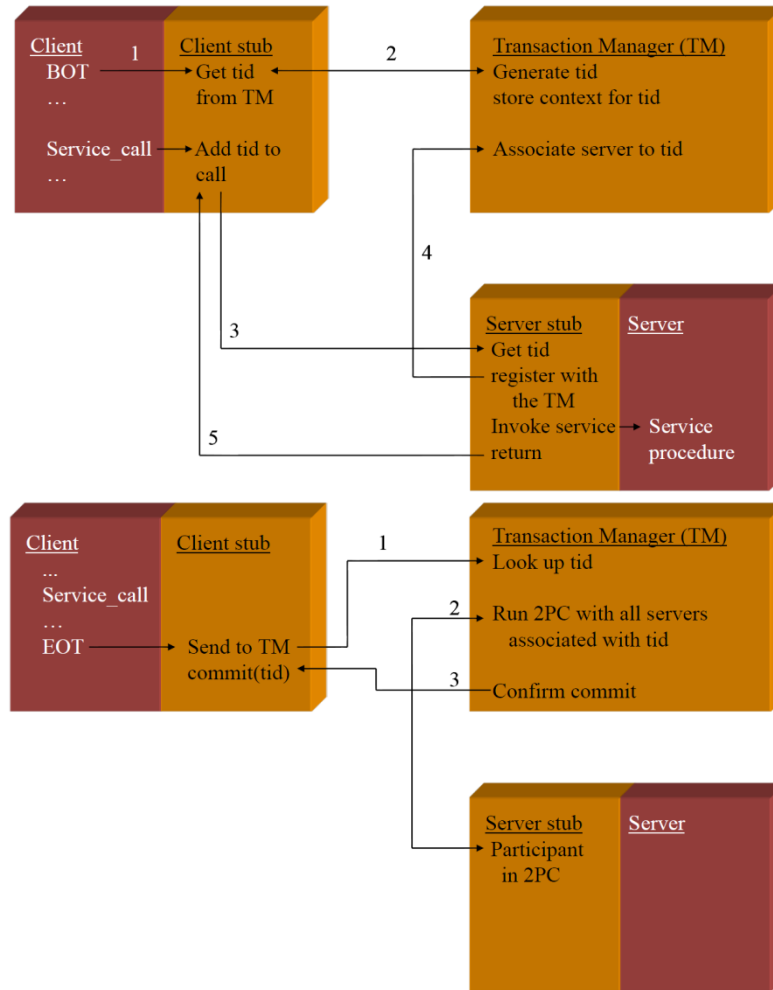 Client
BOT
…
Service_call
…
1
Client stub
Get tid
from TM
Add tid to
call
2
Transaction Manager (TM)
Generate tid
store context for tid
Associate server to tid
4
3
5
Server stub
Get tid
register with
the TM
Invoke service
return
Server
Service
procedure
Client
...
Service_call
…
EOT
Client stub
Send to TM
commit(tid)
1
2
3
Transaction Manager (TM)
Look up tid
Run 2PC with all servers
associated with tid
Confirm commit
Server stub
Participant
in 2PC
Server